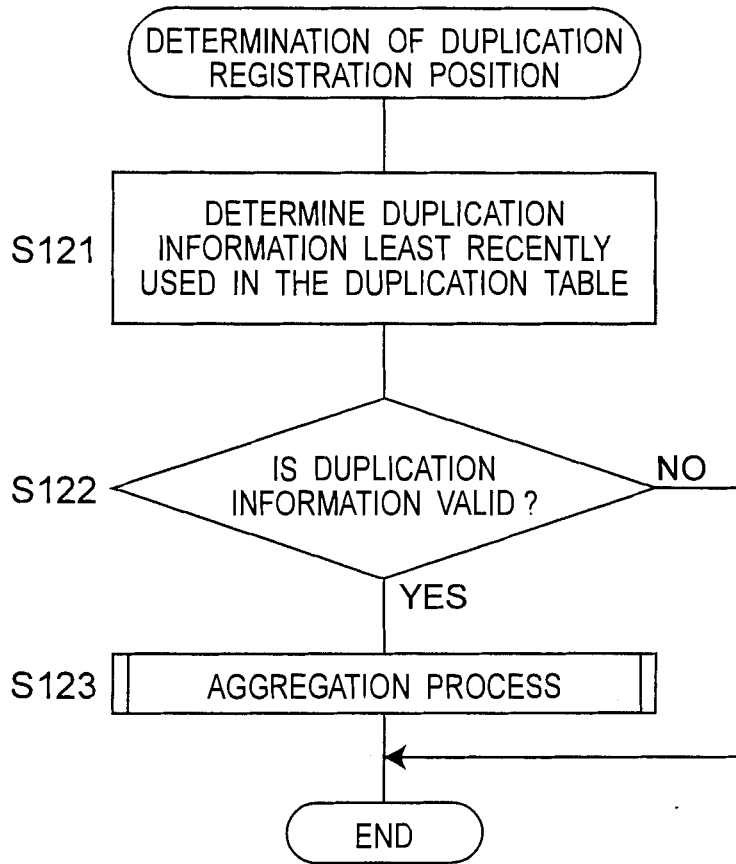 DETERMINATION OF DUPLICATION
REGISTRATION POSITION
S121
DETERMINE DUPLICATION
INFORMATION LEAST RECENTLY
USED IN THE DUPLICATION TABLE
S122
IS DUPLICATION
INFORMATION VALID ?
NO
YES
S123
AGGREGATION PROCESS
END